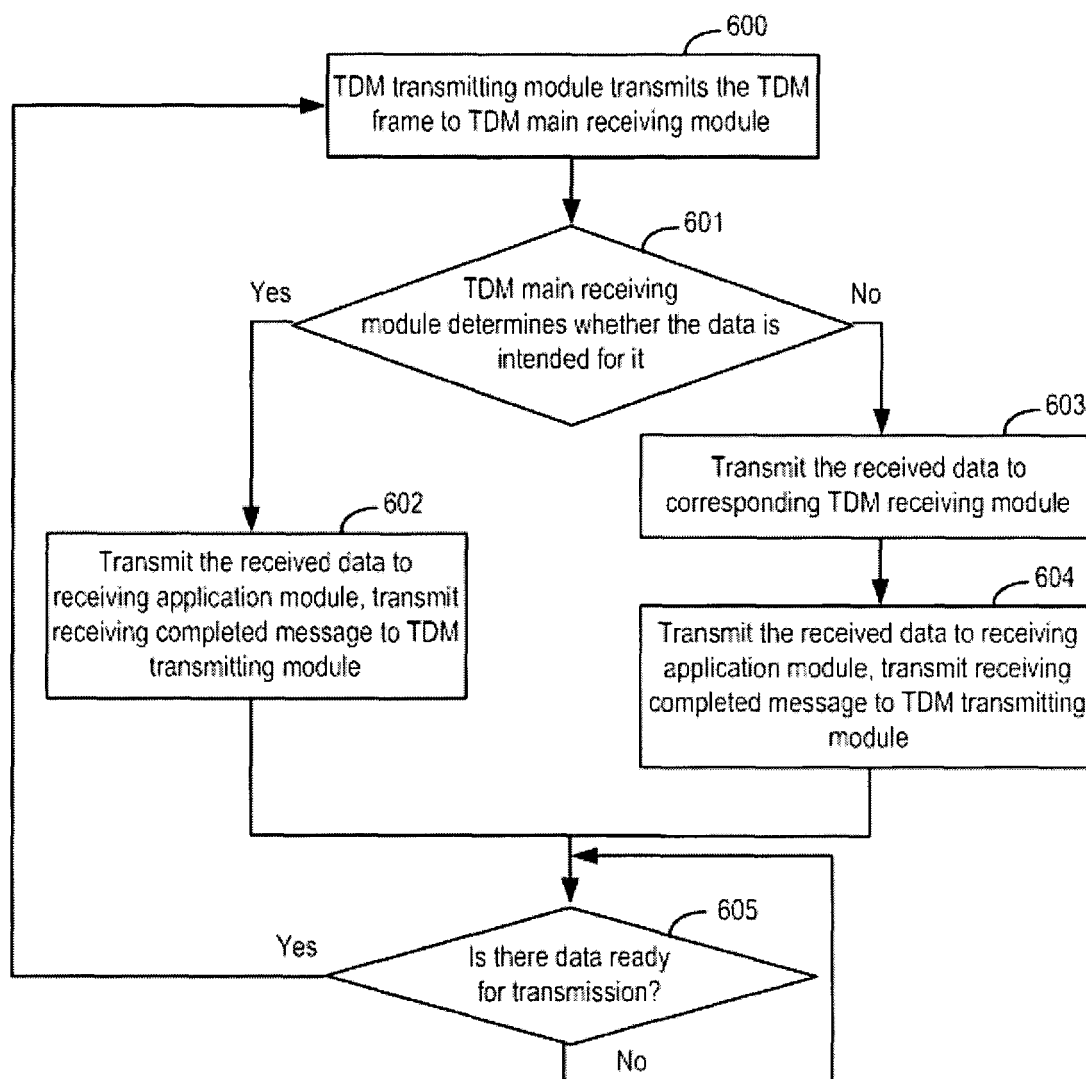 600
TDM transmitting module transmits the TDM
frame to TDM main receiving module
601
Yes
No
TDM main receiving
module determines whether the data is
intended for it
603
Transmit the received data to
corresponding TDM receiving module
602
Transmit the received data to
receiving application module, transmit
receiving completed message to TDM
transmitting module
604
Transmit the received data to receiving
application module, transmit receiving
completed message to TDM transmitting
module
605
Yes
Is there data ready
for transmission?
No